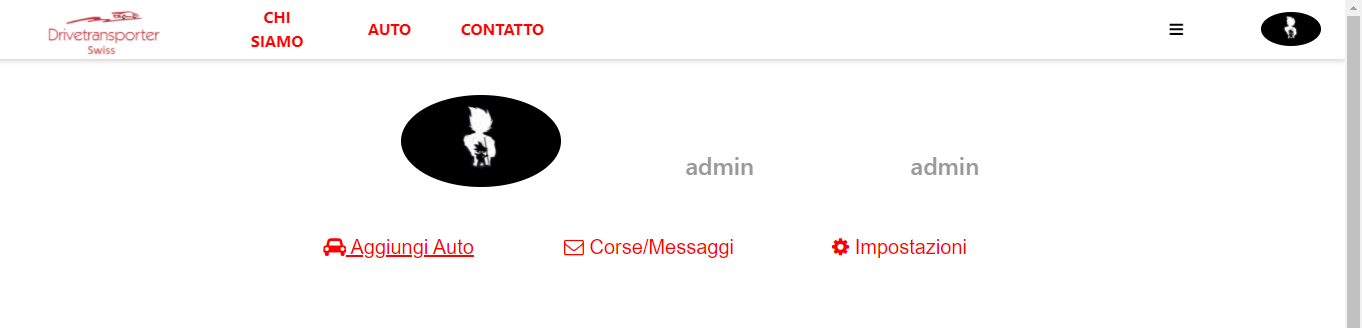 Drivetransporter
Swiss
CHI
SIAMO
AUTO
CONTATTO
admin
admin
Aggiungi Auto
Corse/Messaggi
Impostazioni